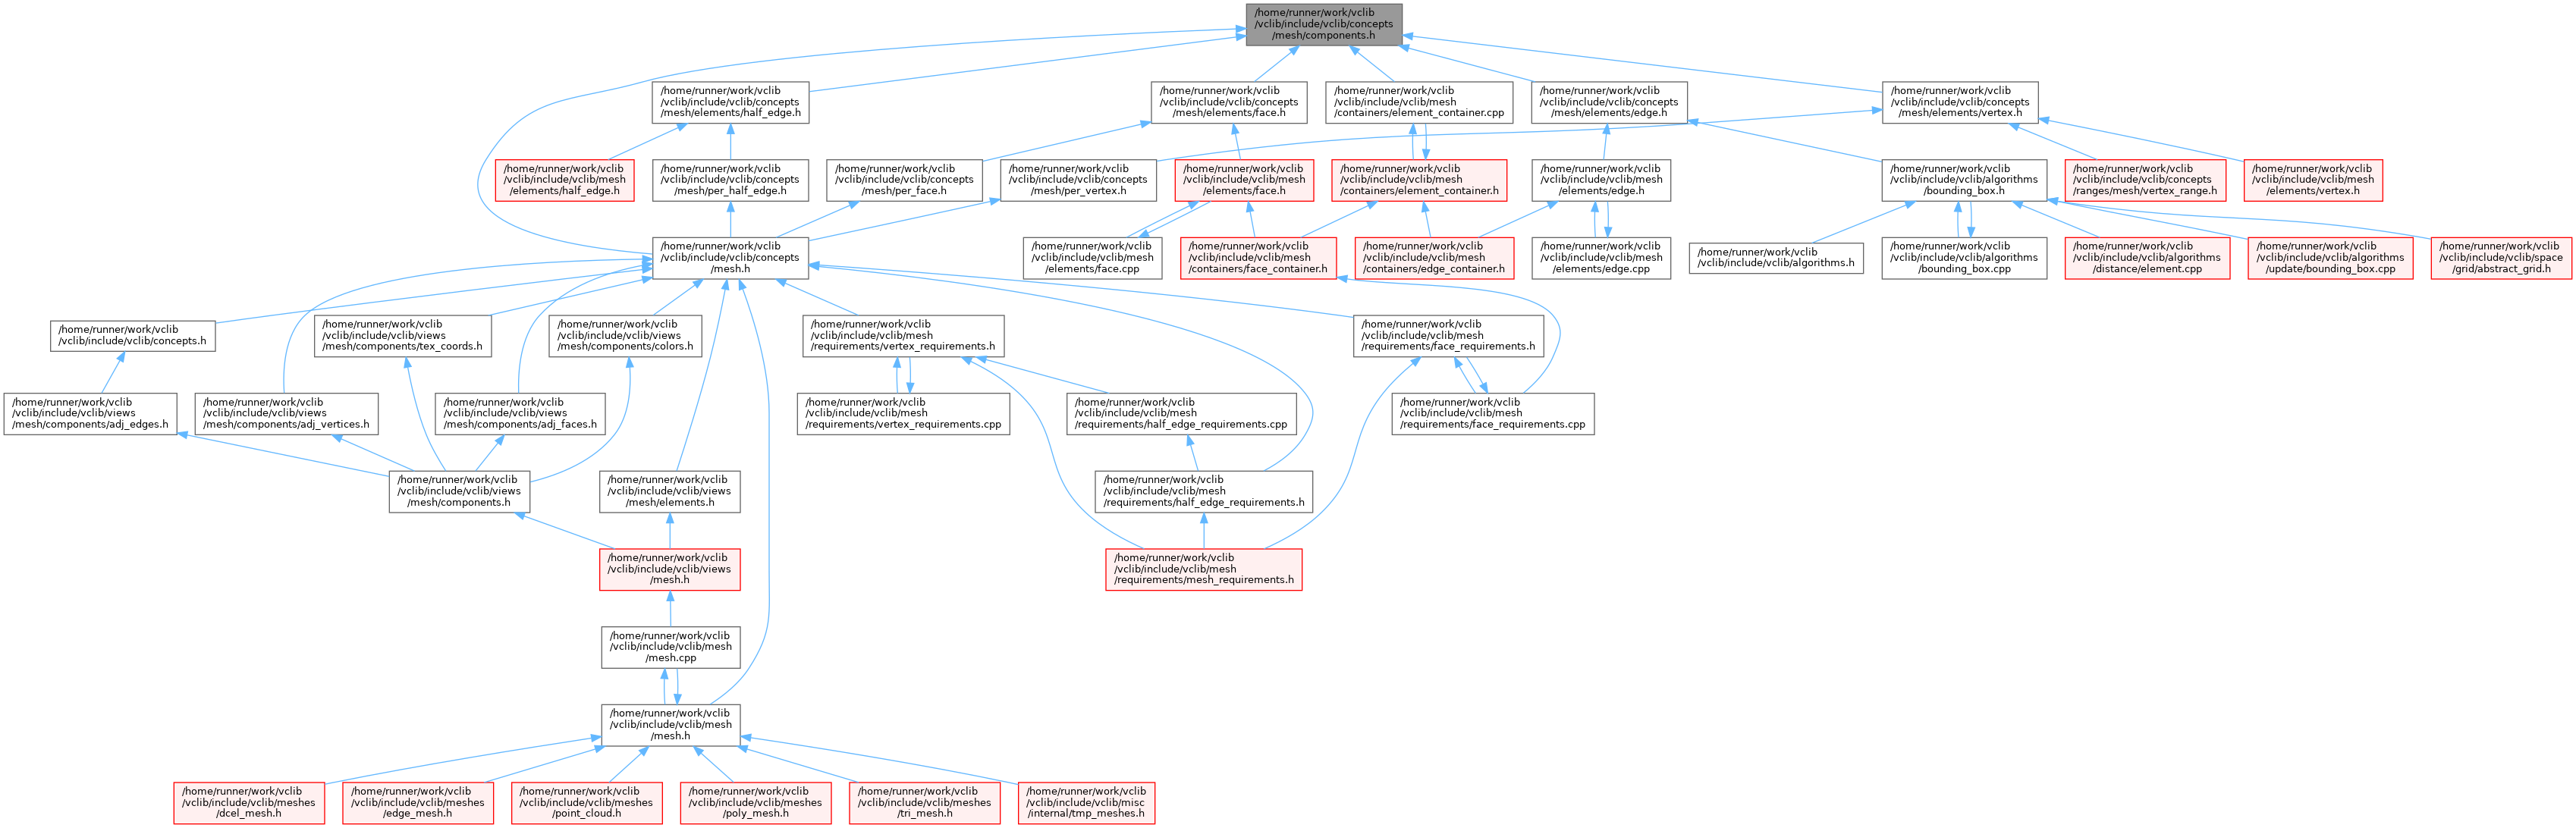 /home/runner/work/vclib
/vclib/include/vclib/concepts
/mesh/components.h
/home/runner/work/vclib
/vclib/include/vclib/concepts
/mesh/elements/half_edge.h
/home/runner/work/vclib
/vclib/include/vclib/concepts
/mesh/elements/face.h
/home/runner/work/vclib
/vclib/include/vclib/mesh
/containers/element_container.cpp
/home/runner/work/vclib
/vclib/include/vclib/concepts
/mesh/elements/edge.h
/home/runner/work/vclib
/vclib/include/vclib/concepts
/mesh/elements/vertex.h
/home/runner/work/vclib
/vclib/include/vclib/mesh
/elements/half_edge.h
/home/runner/work/vclib
/vclib/include/vclib/concepts
/mesh/per_half_edge.h
/home/runner/work/vclib
/vclib/include/vclib/concepts
/mesh/per_face.h
/home/runner/work/vclib
/vclib/include/vclib/concepts
/mesh/per_vertex.h
/home/runner/work/vclib
/vclib/include/vclib/mesh
/elements/face.h
/home/runner/work/vclib
/vclib/include/vclib/mesh
/containers/element_container.h
/home/runner/work/vclib
/vclib/include/vclib/mesh
/elements/edge.h
/home/runner/work/vclib
/vclib/include/vclib/algorithms
/bounding_box.h
/home/runner/work/vclib
/vclib/include/vclib/concepts
/ranges/mesh/vertex_range.h
/home/runner/work/vclib
/vclib/include/vclib/mesh
/elements/vertex.h
/home/runner/work/vclib
/vclib/include/vclib/concepts
/mesh.h
/home/runner/work/vclib
/vclib/include/vclib/mesh
/elements/face.cpp
/home/runner/work/vclib
/vclib/include/vclib/mesh
/containers/face_container.h
/home/runner/work/vclib
/vclib/include/vclib/mesh
/containers/edge_container.h
/home/runner/work/vclib
/vclib/include/vclib/mesh
/elements/edge.cpp
/home/runner/work/vclib
/vclib/include/vclib/algorithms.h
/home/runner/work/vclib
/vclib/include/vclib/algorithms
/bounding_box.cpp
/home/runner/work/vclib
/vclib/include/vclib/algorithms
/distance/element.cpp
/home/runner/work/vclib
/vclib/include/vclib/algorithms
/update/bounding_box.cpp
/home/runner/work/vclib
/vclib/include/vclib/space
/grid/abstract_grid.h
/home/runner/work/vclib
/vclib/include/vclib/concepts.h
/home/runner/work/vclib
/vclib/include/vclib/views
/mesh/components/tex_coords.h
/home/runner/work/vclib
/vclib/include/vclib/views
/mesh/components/colors.h
/home/runner/work/vclib
/vclib/include/vclib/mesh
/requirements/vertex_requirements.h
/home/runner/work/vclib
/vclib/include/vclib/mesh
/requirements/face_requirements.h
/home/runner/work/vclib
/vclib/include/vclib/views
/mesh/components/adj_edges.h
/home/runner/work/vclib
/vclib/include/vclib/views
/mesh/components/adj_vertices.h
/home/runner/work/vclib
/vclib/include/vclib/views
/mesh/components/adj_faces.h
/home/runner/work/vclib
/vclib/include/vclib/mesh
/requirements/vertex_requirements.cpp
/home/runner/work/vclib
/vclib/include/vclib/mesh
/requirements/half_edge_requirements.cpp
/home/runner/work/vclib
/vclib/include/vclib/mesh
/requirements/face_requirements.cpp
/home/runner/work/vclib
/vclib/include/vclib/views
/mesh/components.h
/home/runner/work/vclib
/vclib/include/vclib/views
/mesh/elements.h
/home/runner/work/vclib
/vclib/include/vclib/mesh
/requirements/half_edge_requirements.h
/home/runner/work/vclib
/vclib/include/vclib/views
/mesh.h
/home/runner/work/vclib
/vclib/include/vclib/mesh
/requirements/mesh_requirements.h
/home/runner/work/vclib
/vclib/include/vclib/mesh
/mesh.cpp
/home/runner/work/vclib
/vclib/include/vclib/mesh
/mesh.h
/home/runner/work/vclib
/vclib/include/vclib/meshes
/dcel_mesh.h
/home/runner/work/vclib
/vclib/include/vclib/meshes
/edge_mesh.h
/home/runner/work/vclib
/vclib/include/vclib/meshes
/point_cloud.h
/home/runner/work/vclib
/vclib/include/vclib/meshes
/poly_mesh.h
/home/runner/work/vclib
/vclib/include/vclib/meshes
/tri_mesh.h
/home/runner/work/vclib
/vclib/include/vclib/misc
/internal/tmp_meshes.h